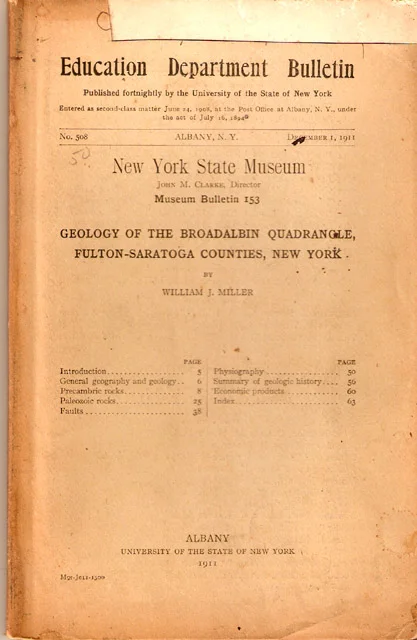 Education Department Bulletin
Published fortnightly by the University of the State of New York
Entered as second-class matter June 24, 1908, at the Post Office at Albany, N. Y., under
the act of July 16, 1894
No. 508 ALBANY, N. Y. DECEMBER 1, 1911
50
New York State Museum
JOHN M. CLARKE, Director
Museum Bulletin 153
GEOLOGY OF THE BROADALBIN QUADRANGLE,
FULTON-SARATOGA COUNTIES, NEW YORK
BY
WILLIAM J. MILLER
PAGE
Introduction 5
General geography and geology 6
Precambric rocks 8
Paleozoic rocks 25
Faults 38
PAGE
Physiography 50
Summary of geologic history 56
Economic products 60
Index 63
ALBANY
UNIVERSITY OF THE STATE OF NEW YORK
1911